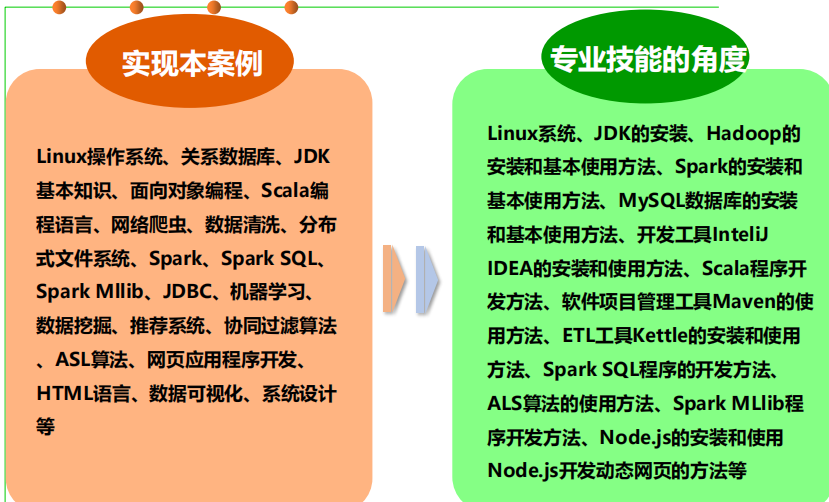 实现本案例
Linux操作系统、关系数据库、JDK
基本知识、面向对象编程、Scala编
程语言、网络爬虫、数据清洗、分布
式文件系统、Spark、Spark SQL、
Spark Mllib、JDBC、机器学习、
数据挖掘、推荐系统、协同过滤算法
、ASL算法、网页应用程序开发、
HTML语言、数据可视化、系统设计
等
专业技能的角度
Linux系统、JDK的安装、Hadoop的
安装和基本使用方法、Spark的安装和
基本使用方法、MySQL数据库的安装
和基本使用方法、开发工具InteliJ
IDEA的安装和使用方法、Scala程序开
发方法、软件项目管理工具Maven的使
用方法、ETL工具Kettle的安装和使用
方法、Spark SQL程序的开发方法、
ALS算法的使用方法、Spark MLlib程
序开发方法、Node.js的安装和使用
Node.js开发动态网页的方法等